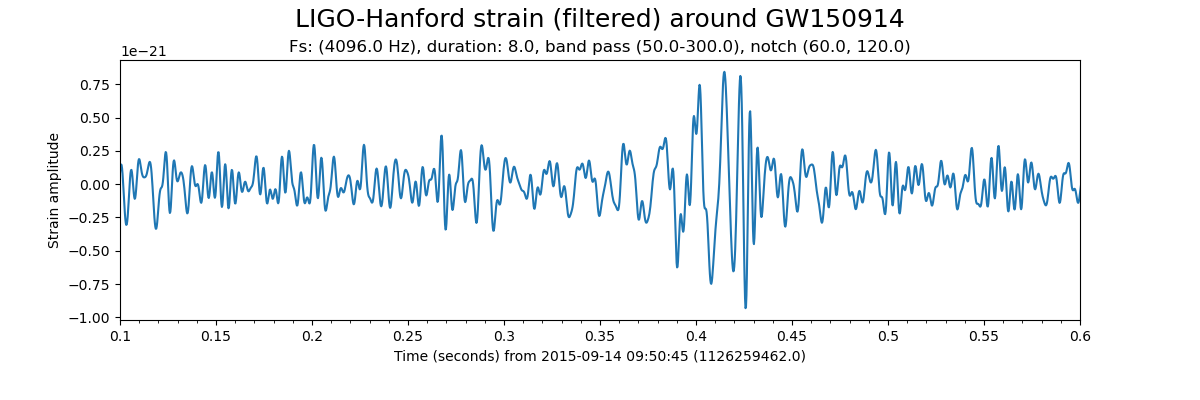 LIGO-Hanford strain (filtered) around GW150914
Fs: (4096.0 Hz), duration: 8.0, band pass (50.0-300.0), notch (60.0, 120.0)
1e−21
0.75
0.50
0.25
0.00
−0.25
−0.50
−0.75
−1.00
Strain amplitude
0.1 0.15 0.2 0.25 0.3 0.35 0.4 0.45 0.5 0.55 0.6
Time (seconds) from 2015-09-14 09:50:45 (1126259462.0)